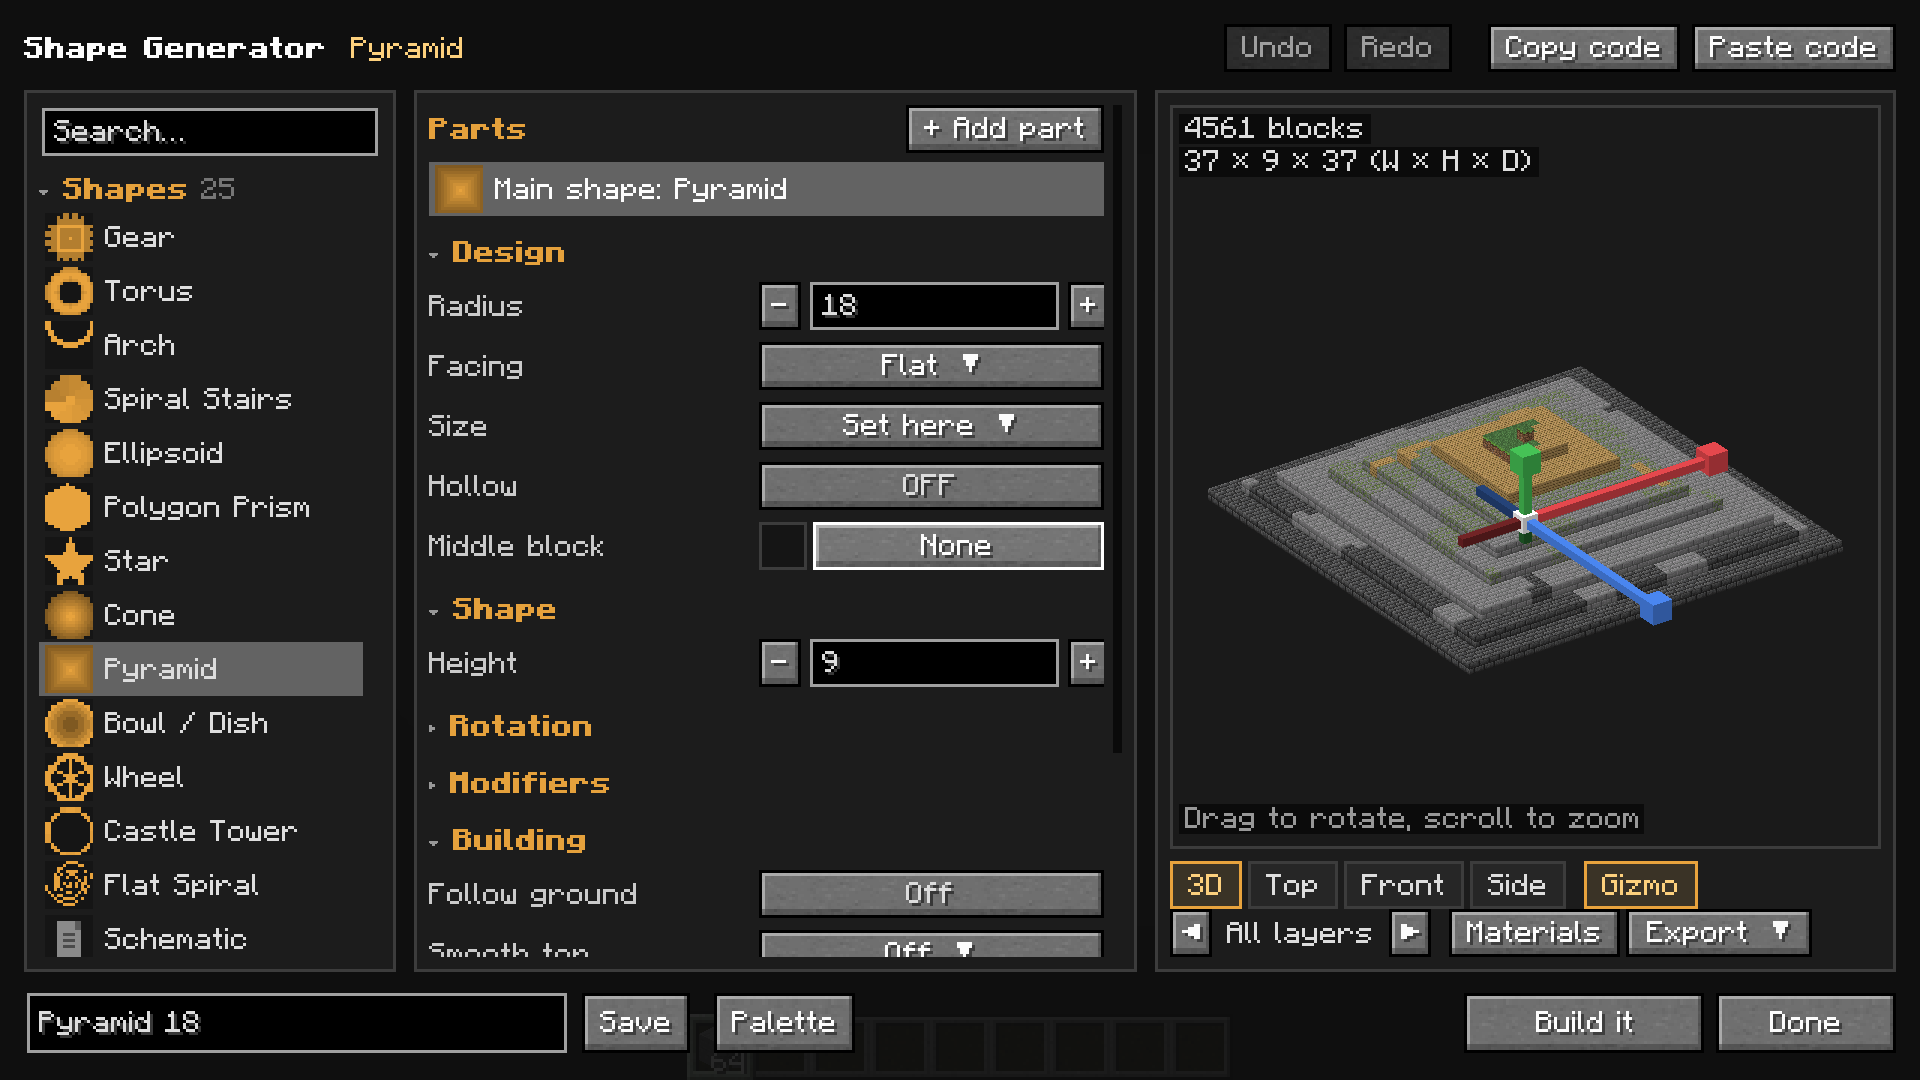 Shape Generator Pyramid
Undo Redo Copy code Paste code
Search...
Shapes 25
Gear
Torus
Arch
Spiral Stairs
Ellipsoid
Polygon Prism
Star
Cone
Pyramid
Bowl / Dish
Wheel
Castle Tower
Flat Spiral
Schematic
Parts + Add part
Main shape: Pyramid
Design
Radius - 18 +
Facing Flat ▼
Size Set here ▼
Hollow OFF
Middle block None
Shape
Height - 9 +
Rotation
Modifiers
Building
Follow ground Off
Smooth top Off ▼
4561 blocks
37 × 9 × 37 (W × H × D)
Drag to rotate, scroll to zoom
3D Top Front Side Gizmo
◀ All layers ▶ Materials Export ▼
Pyramid 18 Save Palette Build it Done
64